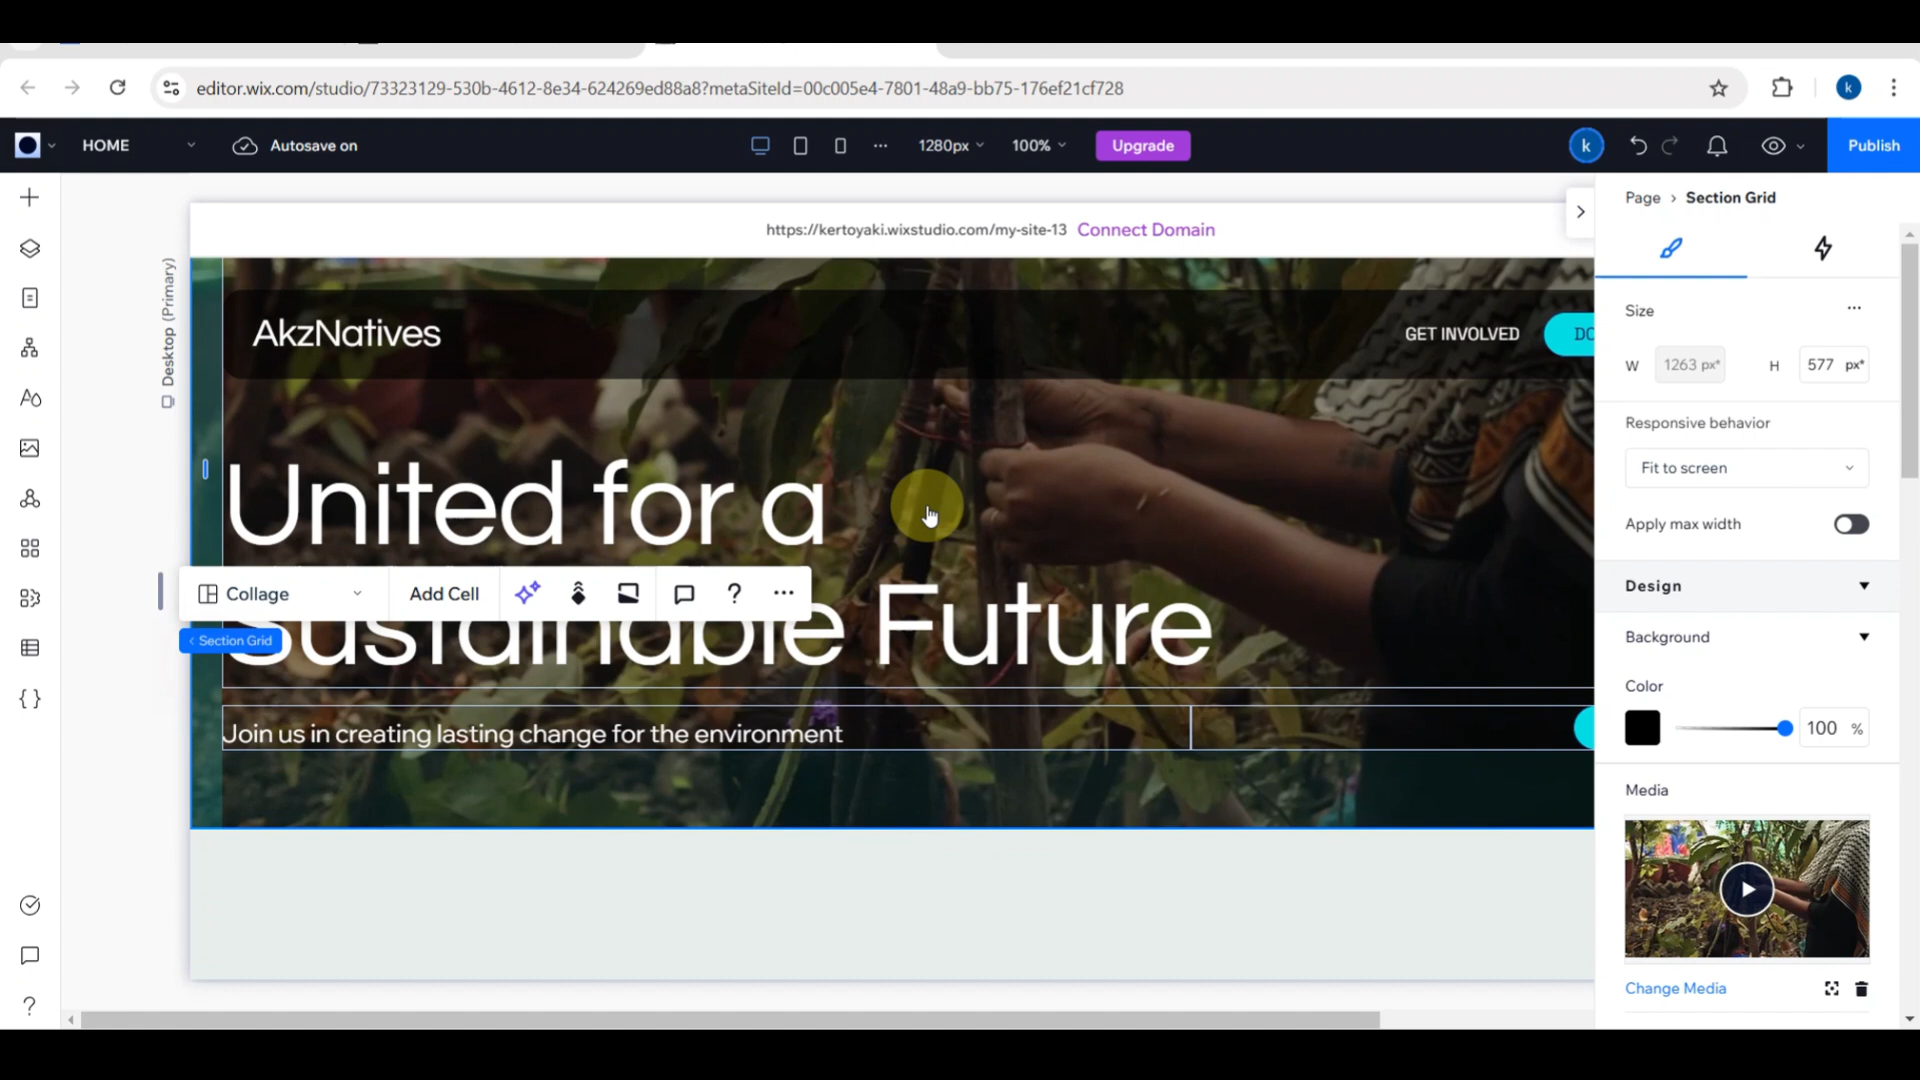 editor.wix.com/studio/73323129-530b-4612-8e34-624269ed88a8?metaSiteId=00c005e4-7801-48a9-bb75-176ef21cf728
k
HOME
Autosave on
1280px
100%
Upgrade
k
Publish
https://kertoyaki.wixstudio.com/my-site-13 Connect Domain
Page > Section Grid
Desktop (Primary)
AkzNatives
GET INVOLVED
DO
Size
W 1263 px* H 577 px*
Responsive behavior
Fit to screen
Apply max width
United for a
Collage
Add Cell
?
Sustainable Future
< Section Grid
Join us in creating lasting change for the environment
Design
Background
Color
100 %
Media
Change Media